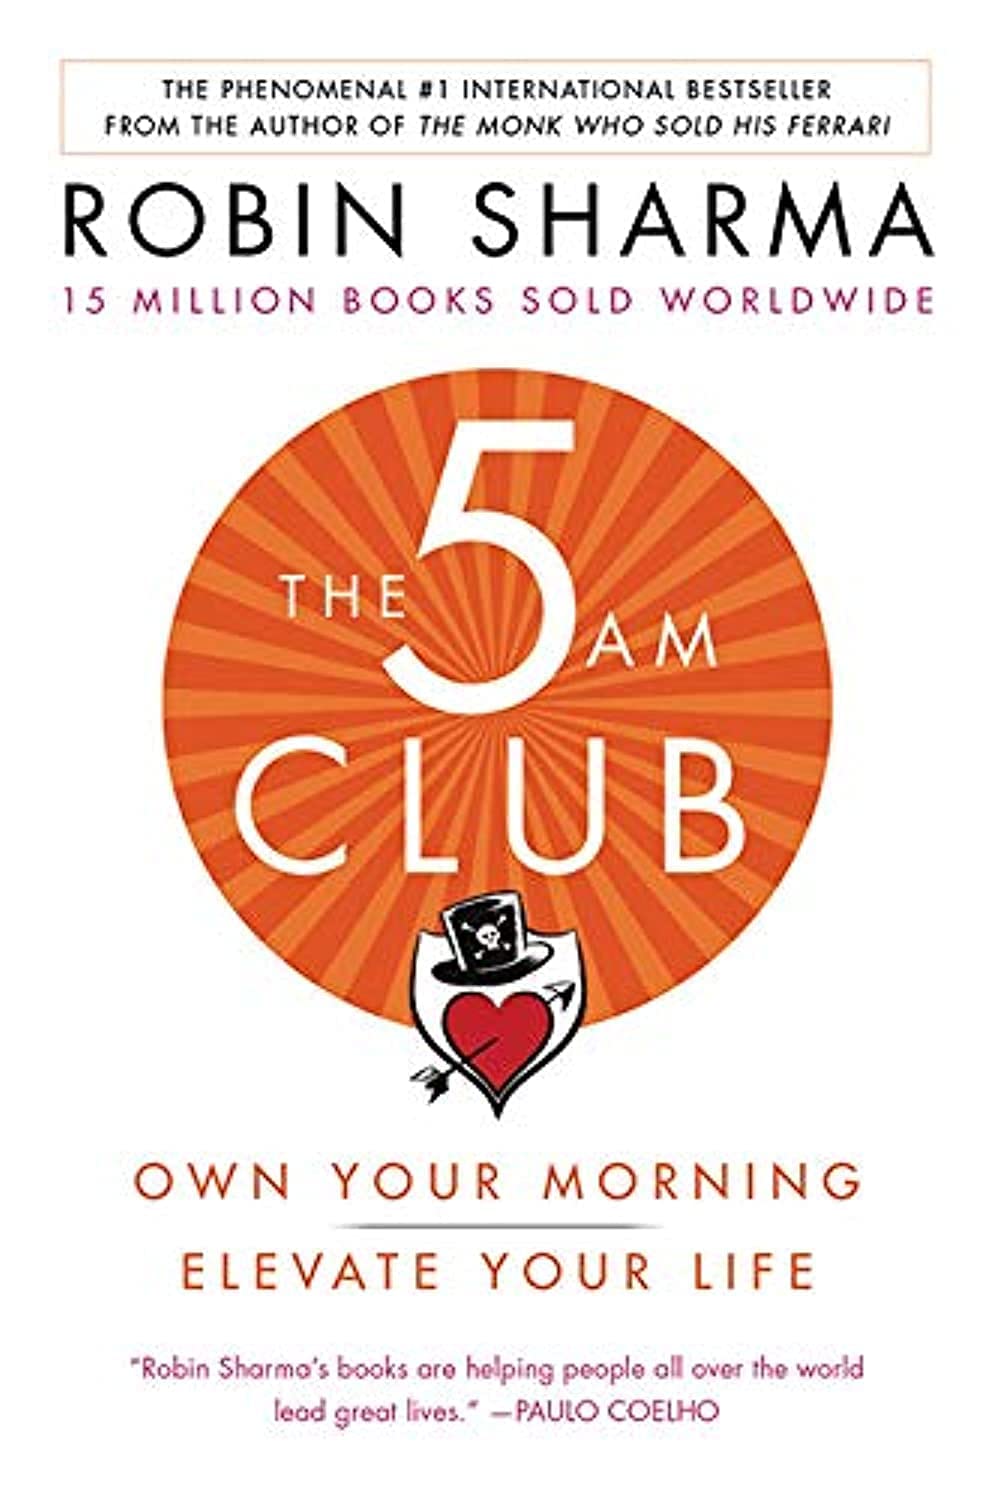 THE PHENOMENAL #1 INTERNATIONAL BESTSELLER
FROM THE AUTHOR OF THE MONK WHO SOLD HIS FERRARI
ROBIN SHARMA
15 MILLION BOOKS SOLD WORLDWIDE
THE 5 AM
CLUB
OWN YOUR MORNING
ELEVATE YOUR LIFE
"Robin Sharma's books are helping people all over the world
lead great lives." —PAULO COELHO